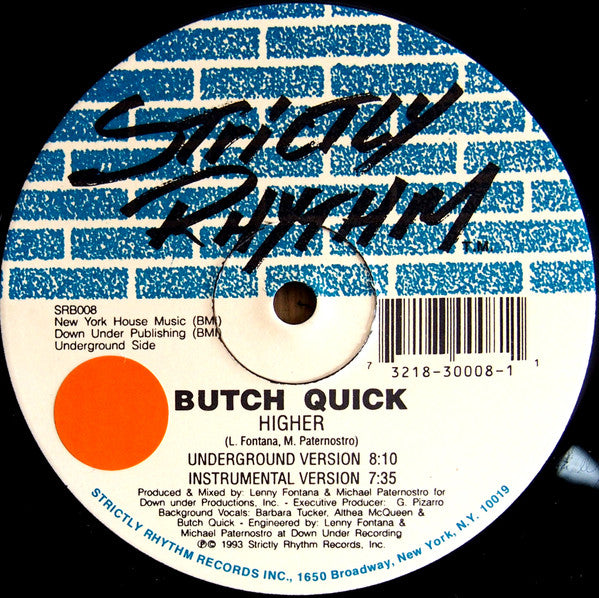 STRICTLY
RHYTHM
T.M.
SRB008
New York House Music (BMI)
Down Under Publishing (BMI)
Underground Side
7 3218-30008-1 1
BUTCH QUICK
HIGHER
(L. Fontana, M. Paternostro)
UNDERGROUND VERSION 8:10
INSTRUMENTAL VERSION 7:35
Produced & Mixed by: Lenny Fontana & Michael Paternostro for
Down under Productions, Inc. - Executive Producer: G. Pizarro
Background Vocals: Barbara Tucker, Althea McQueen &
Butch Quick - Engineered by: Lenny Fontana &
Michael Paternostro at Down Under Recording
℗© 1993 Strictly Rhythm Records, Inc.
STRICTLY RHYTHM RECORDS INC., 1650 Broadway, New York, N.Y. 10019